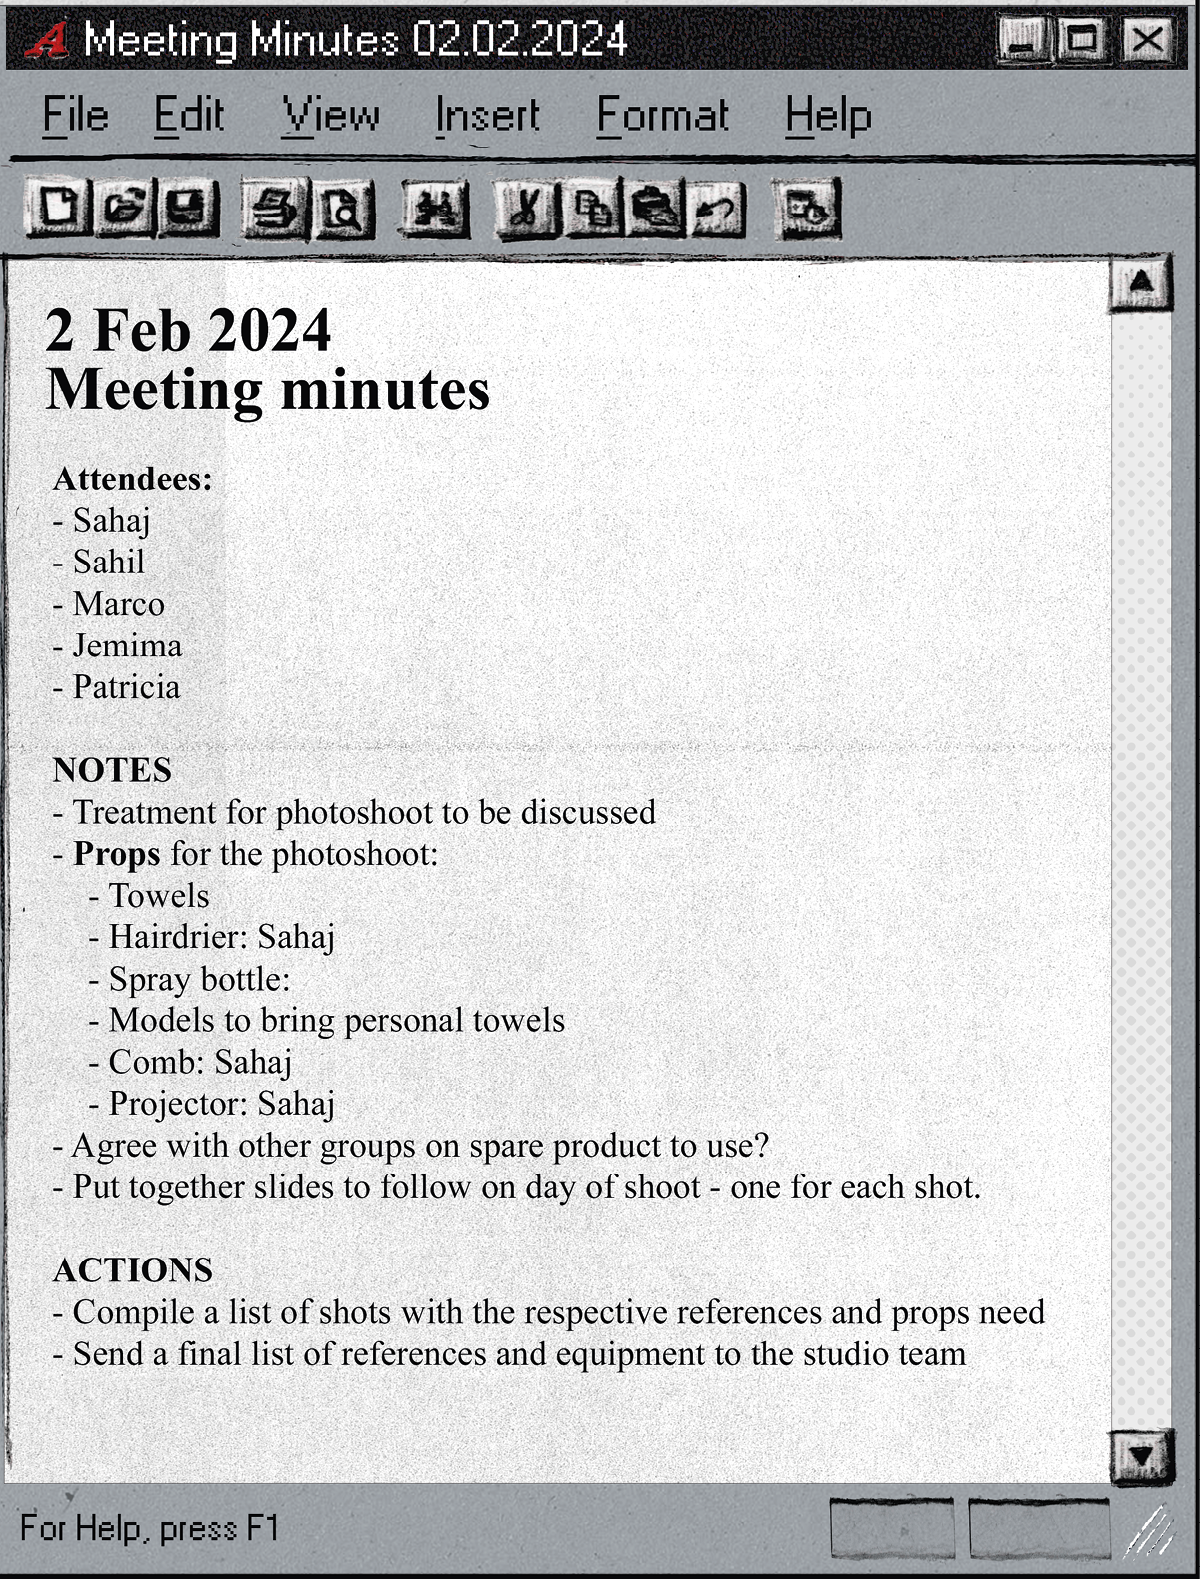 A Meeting Minutes 02.02.2024
File Edit View Insert Format Help
2 Feb 2024
Meeting minutes
Attendees:
- Sahaj
- Sahil
- Marco
- Jemima
- Patricia
NOTES
- Treatment for photoshoot to be discussed
- Props for the photoshoot:
- Towels
- Hairdrier: Sahaj
- Spray bottle:
- Models to bring personal towels
- Comb: Sahaj
- Projector: Sahaj
- Agree with other groups on spare product to use?
- Put together slides to follow on day of shoot - one for each shot.
ACTIONS
- Compile a list of shots with the respective references and props need
- Send a final list of references and equipment to the studio team
For Help, press F1